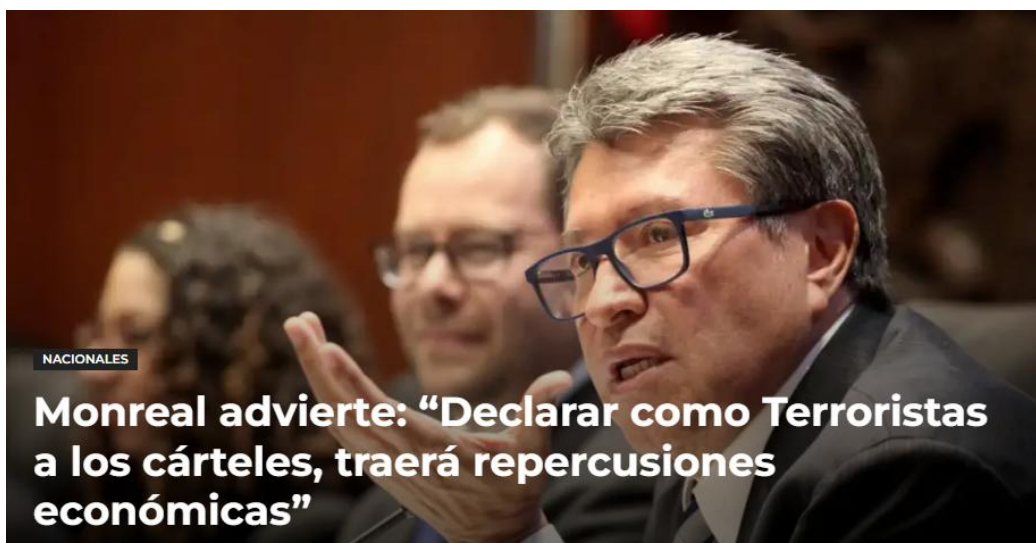 NACIONALES
Monreal advierte: “Declarar como Terroristas
a los cárteles, traerá repercusiones
económicas”